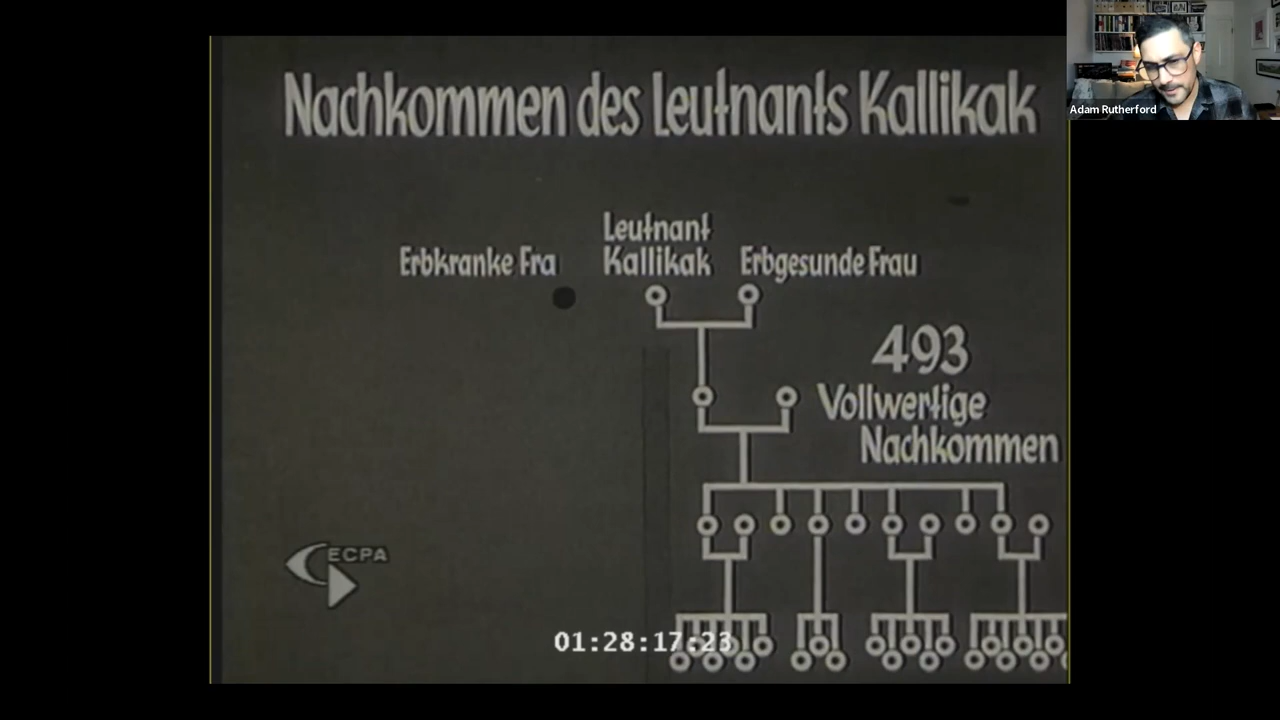 Nachkommen des Leutnants Kallikak
Leutnant
Erbkranke Fra Kallikak Erbgesunde Frau
493
Vollwertige
Nachkommen
ECPA
01:28:17:23
Adam Rutherford